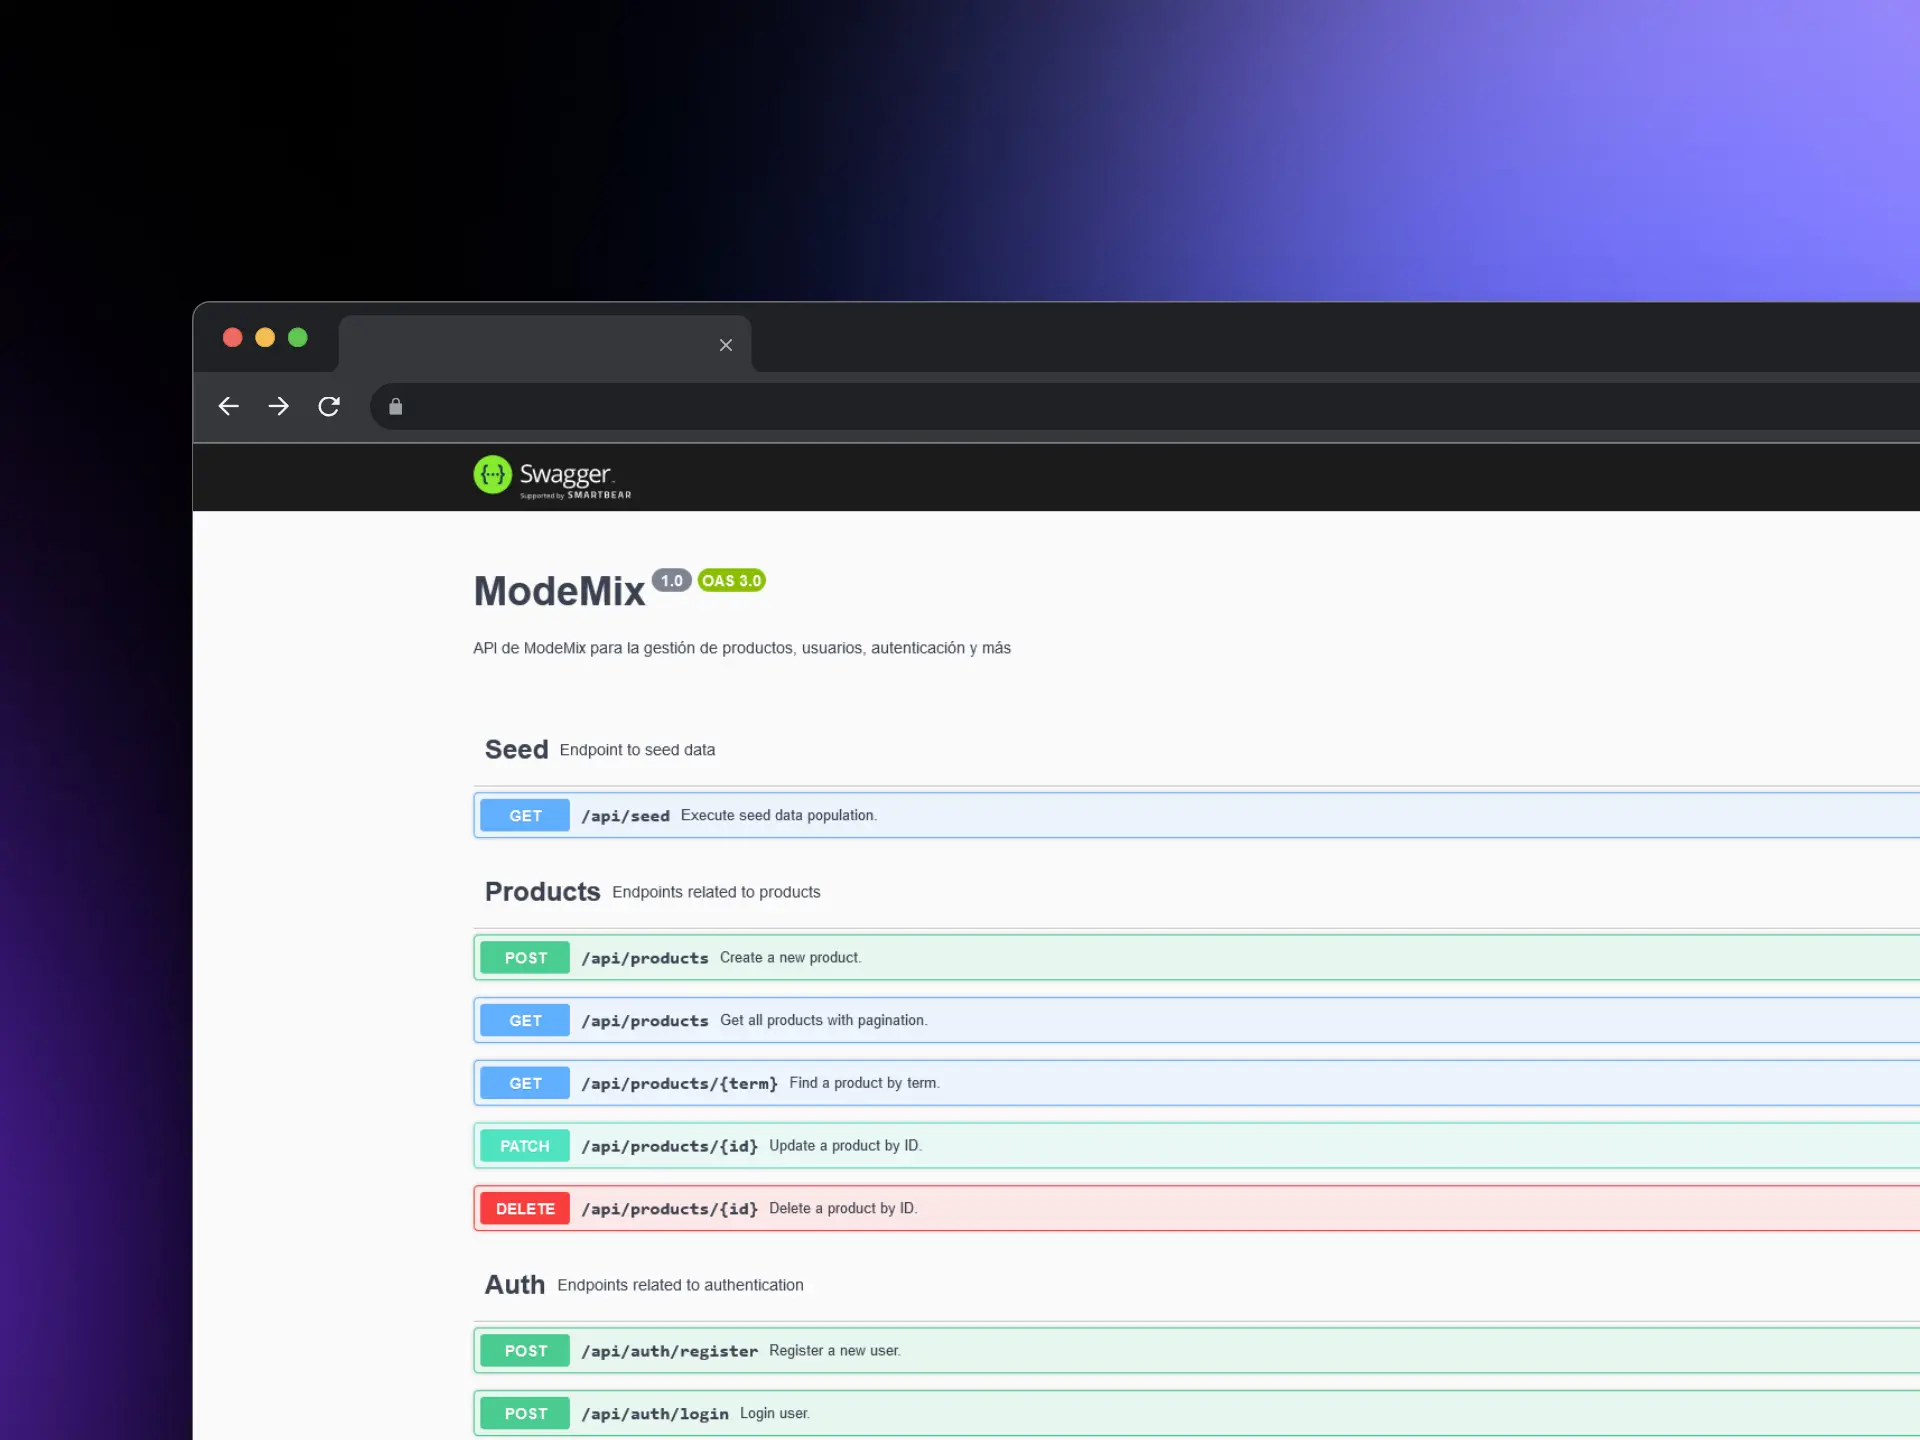 Swagger
Supported by SMARTBEAR
ModeMix 1.0 OAS 3.0
API de ModeMix para la gestión de productos, usuarios, autenticación y más
Seed Endpoint to seed data
GET /api/seed Execute seed data population.
Products Endpoints related to products
POST /api/products Create a new product.
GET /api/products Get all products with pagination.
GET /api/products/{term} Find a product by term.
PATCH /api/products/{id} Update a product by ID.
DELETE /api/products/{id} Delete a product by ID.
Auth Endpoints related to authentication
POST /api/auth/register Register a new user.
POST /api/auth/login Login user.